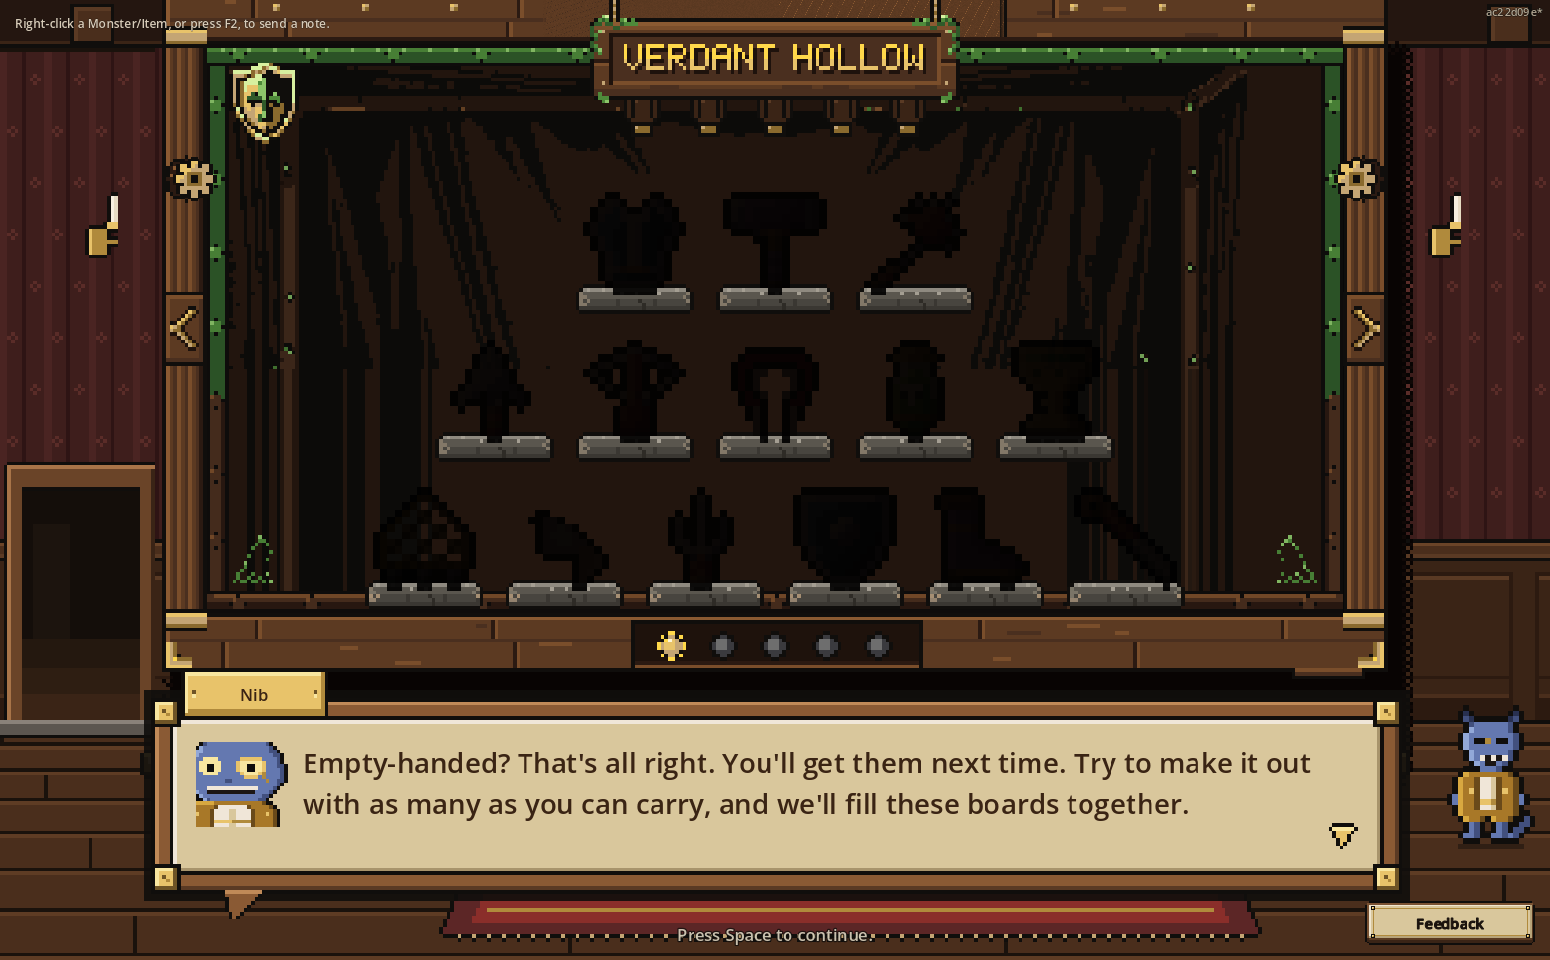 Right-click a Monster/Item, or press F2, to send a note.
ac22d09e*
VERDANT HOLLOW
Nib
Empty-handed? That's all right. You'll get them next time. Try to make it out
with as many as you can carry, and we'll fill these boards together.
Feedback
Press Space to continue.